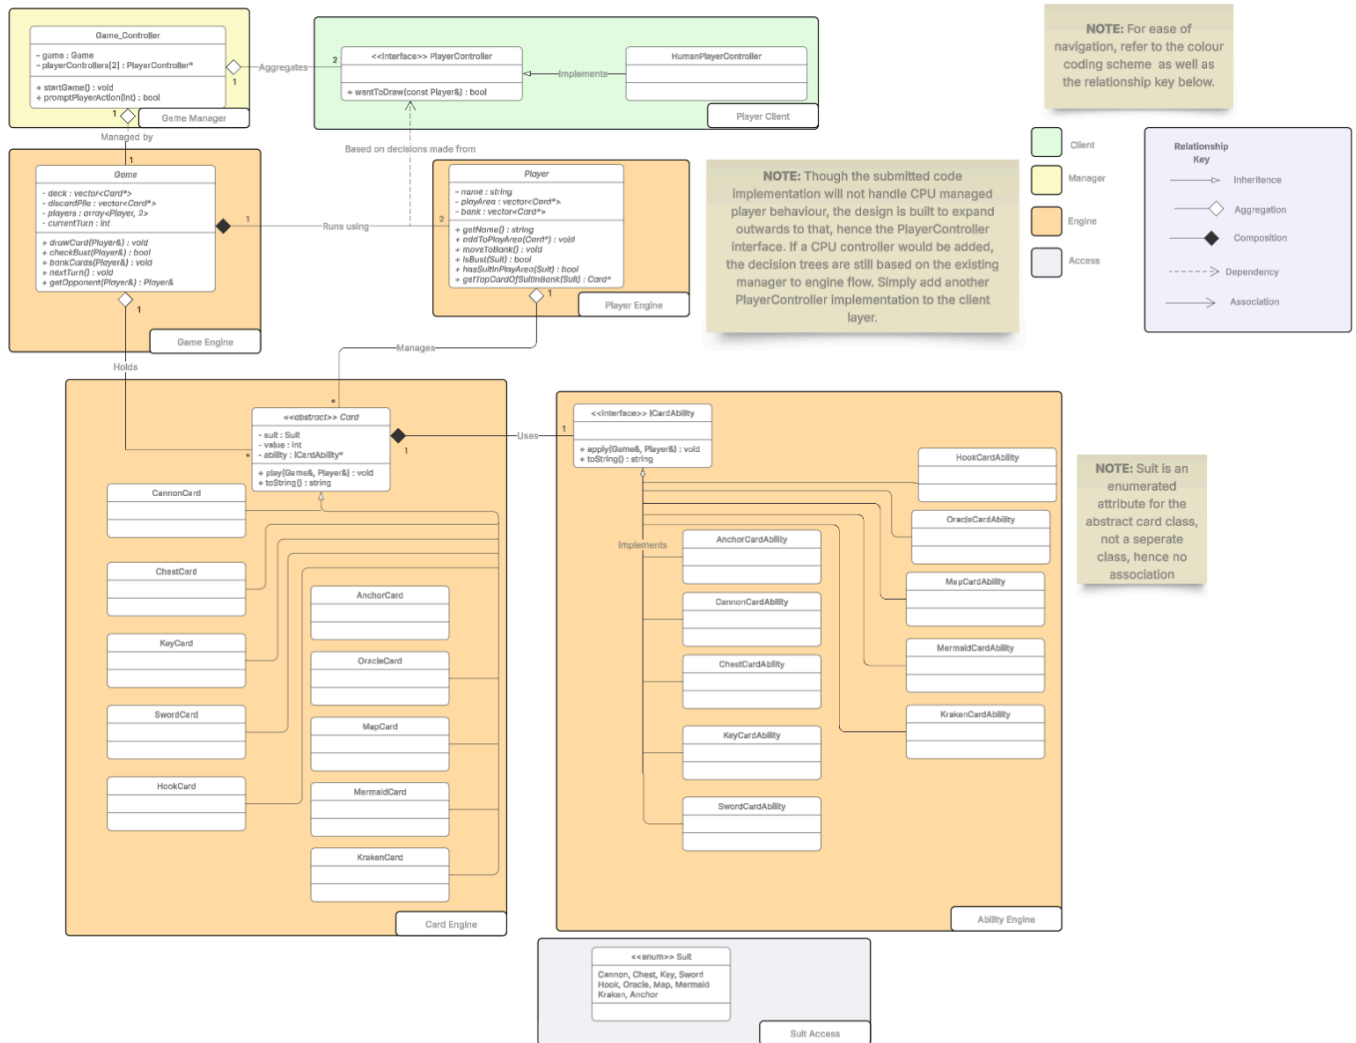 Game_Controller
- game : Game
- playerControllers[2] : PlayerController*
+ startGame() : void
+ promptPlayerAction(int) : bool
Game Manager
1
Aggregates
2
1
Managed by
1
<<interface>> PlayerController
+ wantToDraw(const Player&) : bool
Implements
HumanPlayerController
Player Client
Based on decisions made from
NOTE: For ease of
navigation, refer to the colour
coding scheme as well as
the relationship key below.
Client
Manager
Engine
Access
Relationship
Key
Inheritence
Aggregation
Composition
Dependency
Association
Game
- deck : vector<Card*>
- discardPile : vector<Card*>
- players : array<Player, 2>
- currentTurn : int
+ drawCard(Player&) : void
+ checkBust(Player&) : bool
+ bankCards(Player&) : void
+ nextTurn() : void
+ getOpponent(Player&) : Player&
1
Game Engine
1
Runs using
2
Player
- name : string
- playArea : vector<Card*>
- bank : vector<Card*>
+ getName() : string
+ addToPlayArea(Card*) : void
+ moveToBank() : void
+ isBust(Suit) : bool
+ hasSuitInPlayArea(Suit) : bool
+ getTopCardOfSuitInBank(Suit) : Card*
1
Player Engine
NOTE: Though the submitted code
implementation will not handle CPU managed
player behaviour, the design is built to expand
outwards to that, hence the PlayerController
interface. If a CPU controller would be added,
the decision trees are still based on the existing
manager to engine flow. Simply add another
PlayerController implementation to the client
layer.
Holds
Manages
*
<<abstract>> Card
- suit : Suit
- value : int
- ability : ICardAbility*
+ play(Game&, Player&) : void
+ toString() : string
*
1
Uses
1
CannonCard
ChestCard
KeyCard
SwordCard
HookCard
AnchorCard
OracleCard
MapCard
MermaidCard
KrakenCard
Card Engine
<<interface>> ICardAbility
+ apply(Game&, Player&) : void
+ toString() : string
Implements
AnchorCardAbility
CannonCardAbility
ChestCardAbility
KeyCardAbility
SwordCardAbility
HookCardAbility
OracleCardAbility
MapCardAbility
MermaidCardAbility
KrakenCardAbility
Ability Engine
NOTE: Suit is an
enumerated
attribute for the
abstract card class,
not a seperate
class, hence no
association
<<enum>> Suit
Cannon, Chest, Key, Sword
Hook, Oracle, Map, Mermaid
Kraken, Anchor
Suit Access